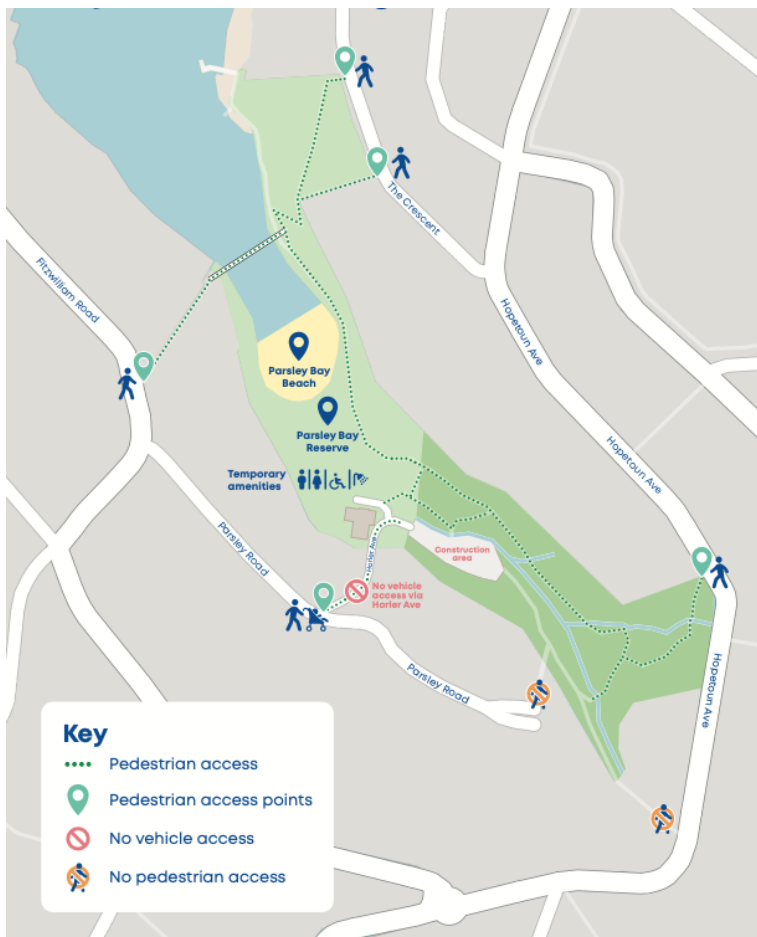 The Crescent
Fitzwilliam Road
Hopetoun Ave
Parsley Bay
Beach
Parsley Bay
Reserve
Hopetoun Ave
Temporary
amenities
Parsley Road
Horler Ave
Construction
area
No vehicle
access via
Horler Ave
Parsley Road
Hopetoun Ave
Key
Pedestrian access
Pedestrian access points
No vehicle access
No pedestrian access